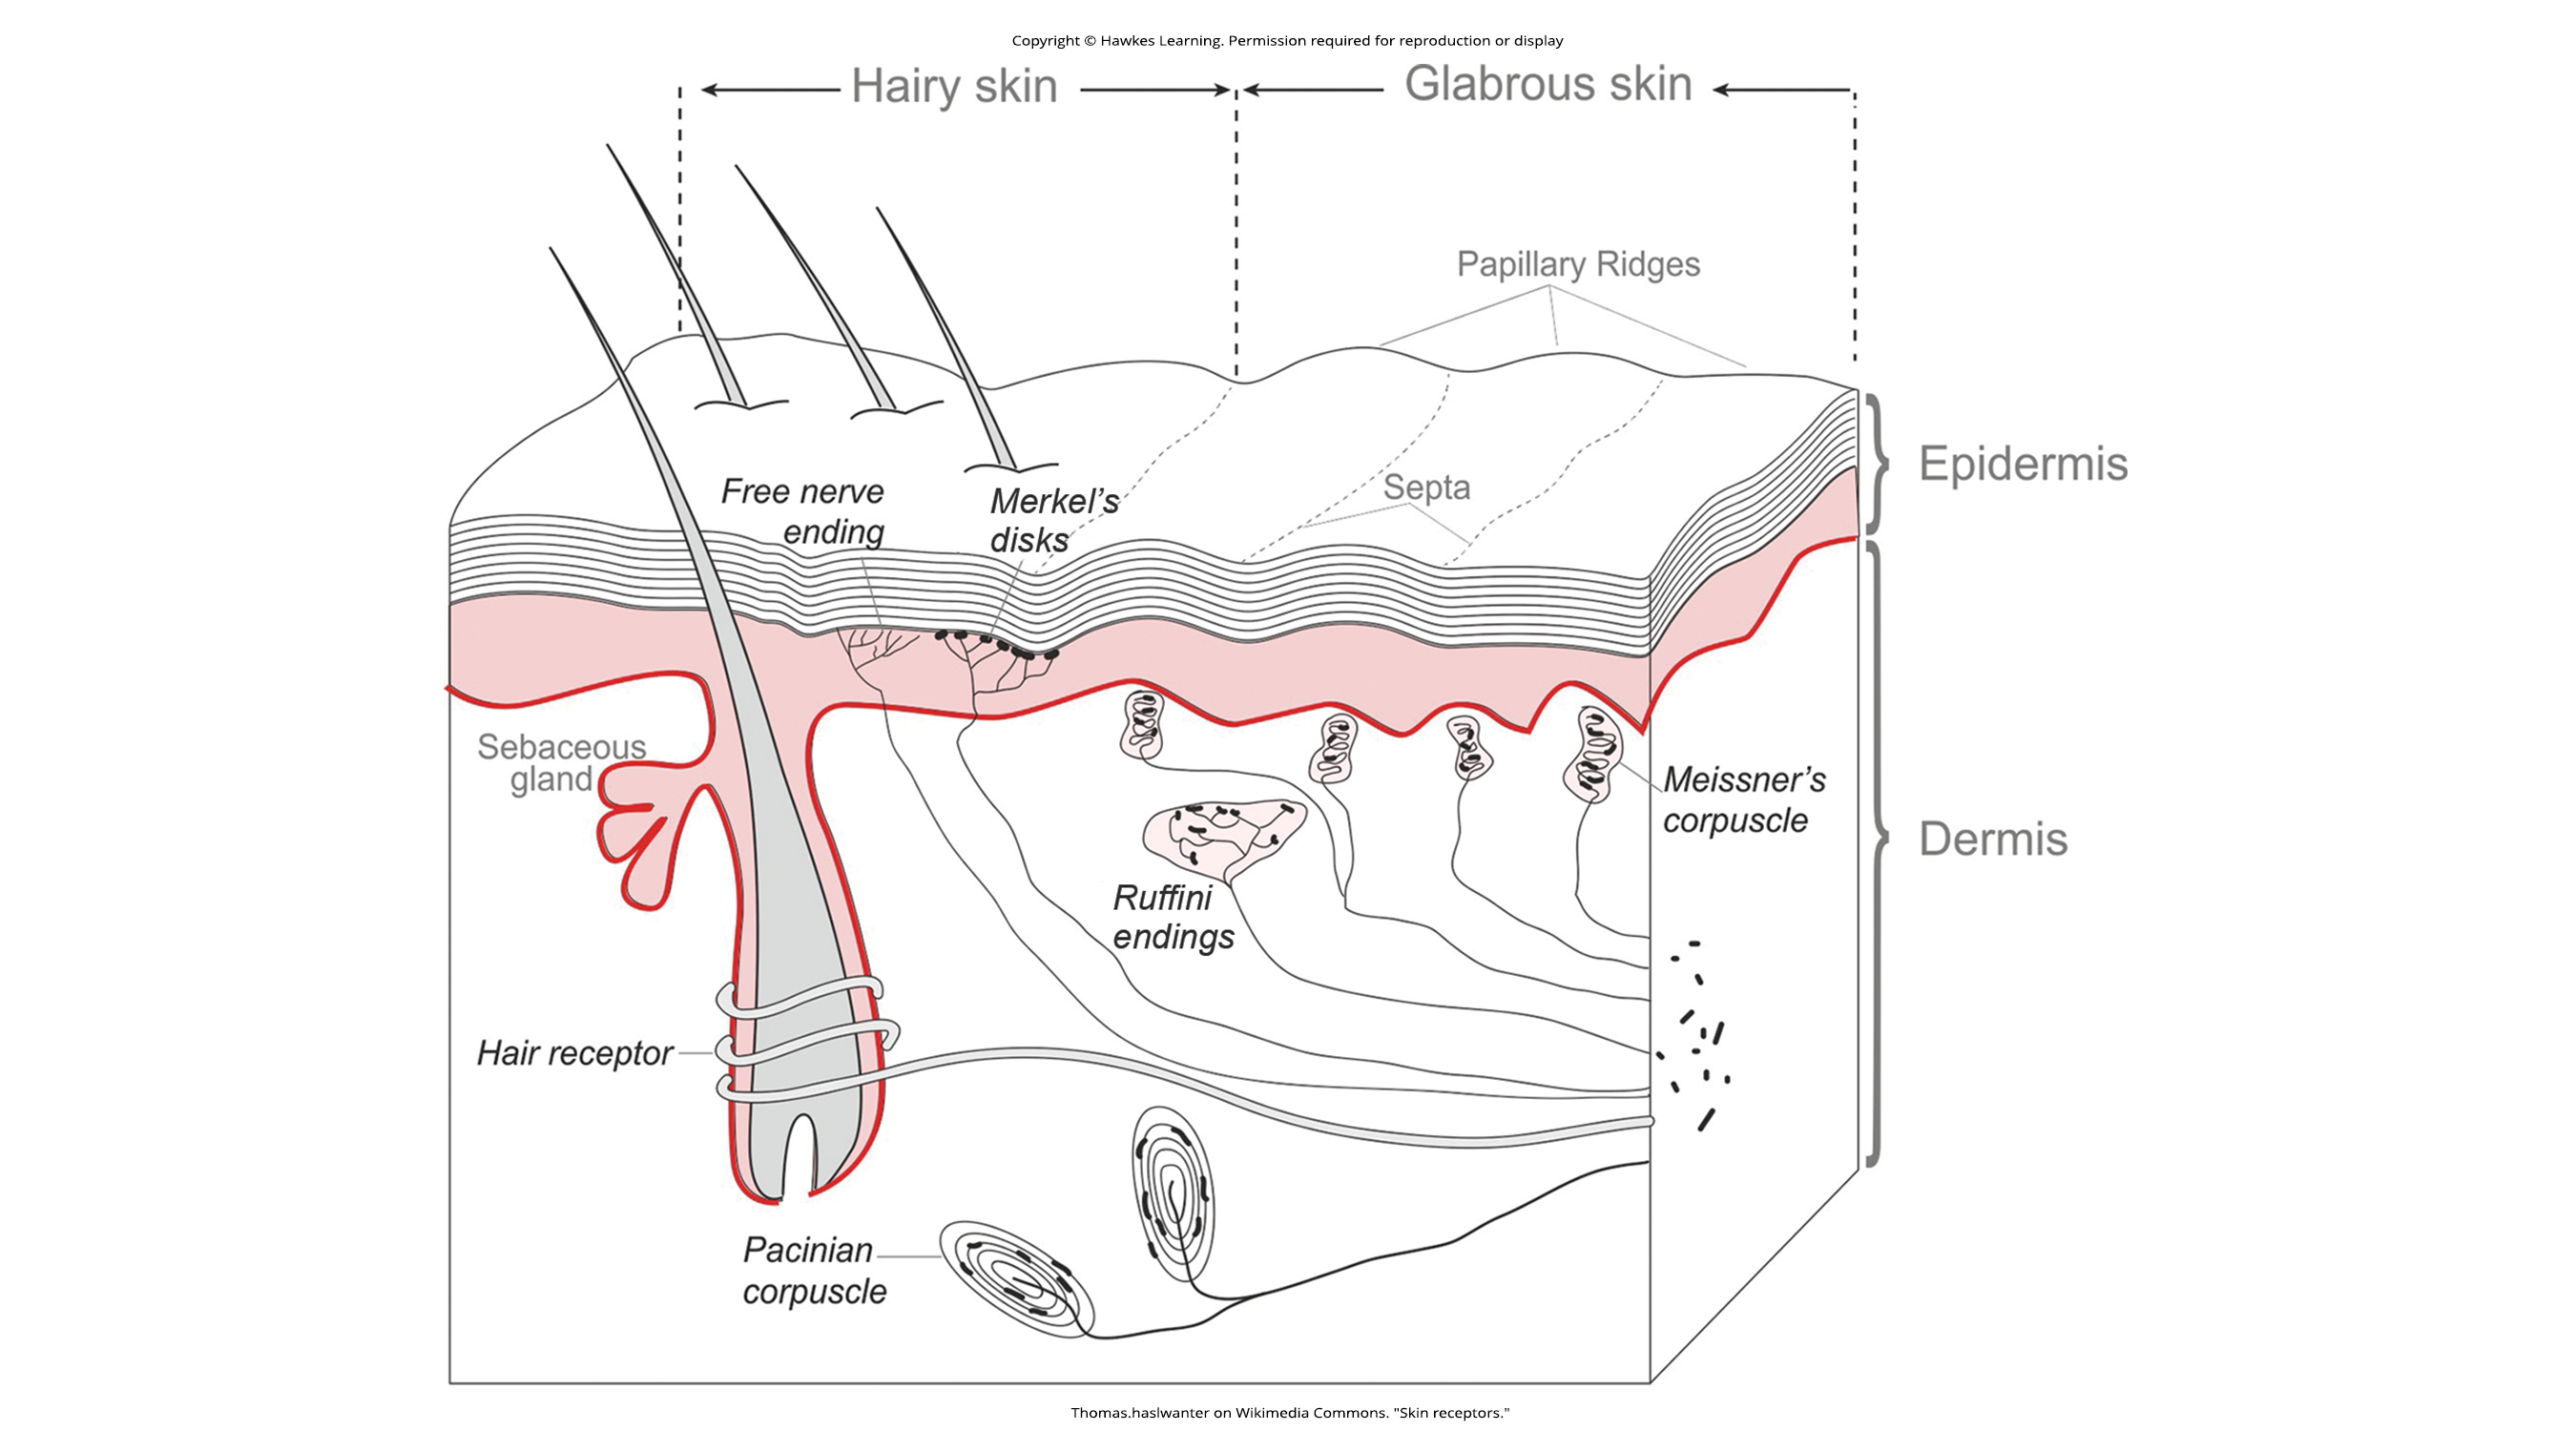 Copyright © Hawkes Learning. Permission required for reproduction or display
Hairy skin
Glabrous skin
Papillary Ridges
Epidermis
Free nerve
ending
Merkel’s
disks
Septa
Sebaceous
gland
Meissner’s
corpuscle
Dermis
Ruffini
endings
Hair receptor
Pacinian
corpuscle
Thomas.haslwanter on Wikimedia Commons. "Skin receptors."